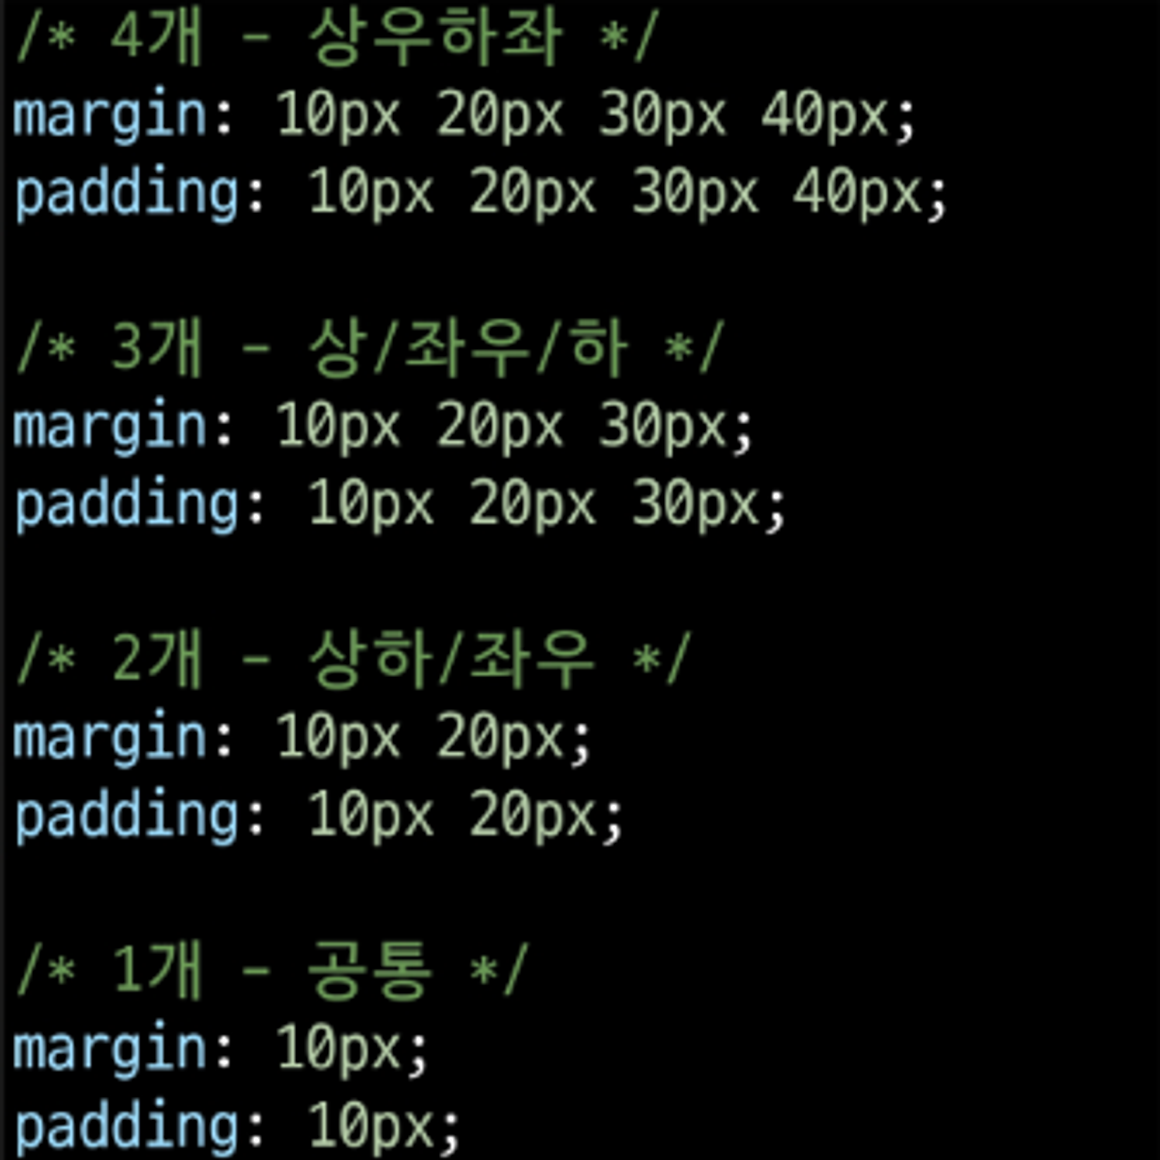 /* 4개 - 상우하좌 */
margin: 10px 20px 30px 40px;
padding: 10px 20px 30px 40px;
/* 3개 - 상/좌우/하 */
margin: 10px 20px 30px;
padding: 10px 20px 30px;
/* 2개 - 상하/좌우 */
margin: 10px 20px;
padding: 10px 20px;
/* 1개 - 공통 */
margin: 10px;
padding: 10px;